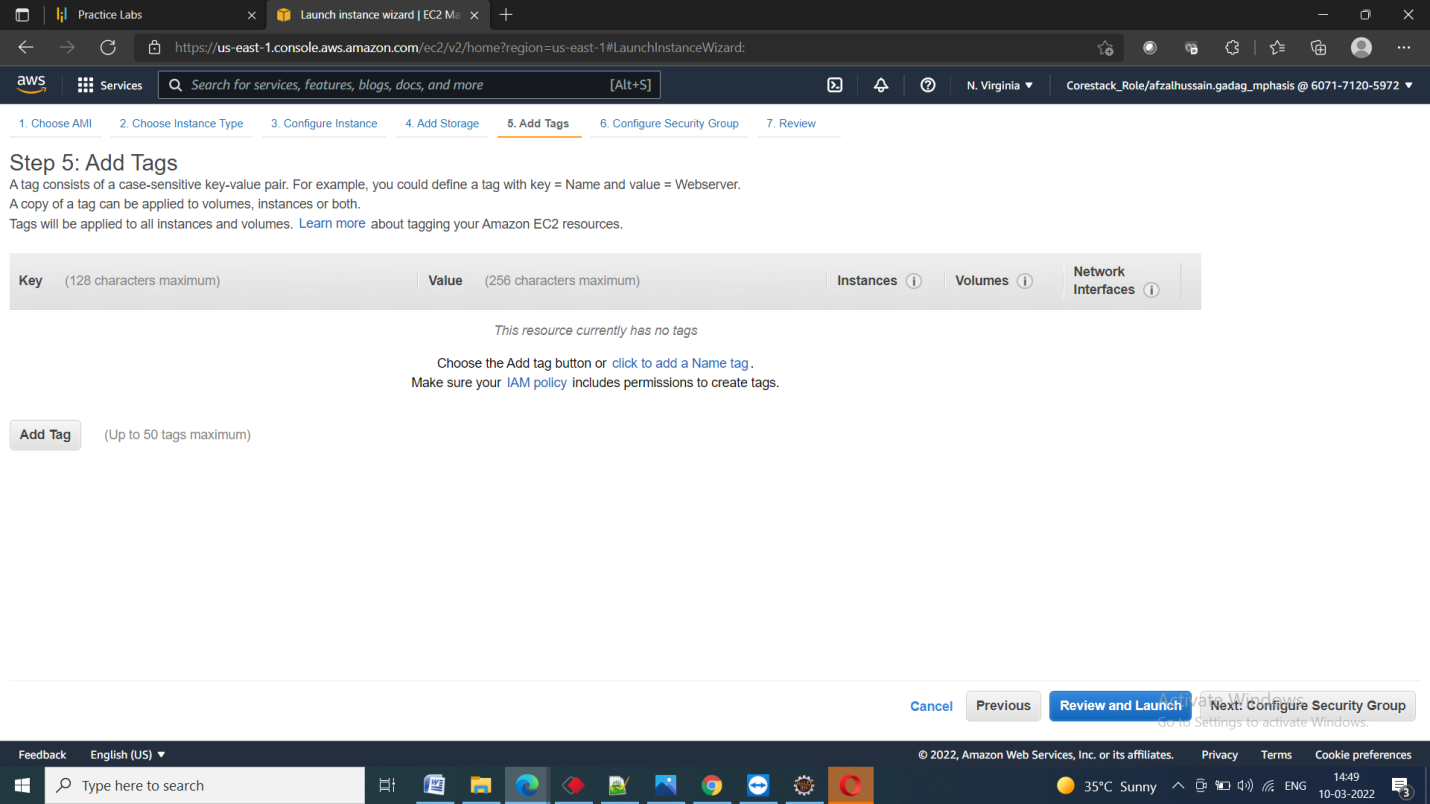 Practice Labs
Launch instance wizard | EC2 Ma
https://us-east-1.console.aws.amazon.com/ec2/v2/home?region=us-east-1#LaunchInstanceWizard:
aws
Services
Search for services, features, blogs, docs, and more
[Alt+S]
N. Virginia
Corestack_Role/afzalhussain.gadag_mphasis @ 6071-7120-5972
1. Choose AMI
2. Choose Instance Type
3. Configure Instance
4. Add Storage
5. Add Tags
6. Configure Security Group
7. Review
Step 5: Add Tags
A tag consists of a case-sensitive key-value pair. For example, you could define a tag with key = Name and value = Webserver.
A copy of a tag can be applied to volumes, instances or both.
Tags will be applied to all instances and volumes. Learn more about tagging your Amazon EC2 resources.
Key (128 characters maximum)
Value (256 characters maximum)
Instances
Volumes
Network
Interfaces
This resource currently has no tags
Choose the Add tag button or click to add a Name tag.
Make sure your IAM policy includes permissions to create tags.
Add Tag
(Up to 50 tags maximum)
Cancel
Previous
Review and Launch
Next: Configure Security Group
Activate Windows
Go to Settings to activate Windows.
Feedback
English (US)
© 2022, Amazon Web Services, Inc. or its affiliates.
Privacy
Terms
Cookie preferences
Type here to search
35°C Sunny
ENG
14:49
10-03-2022
3